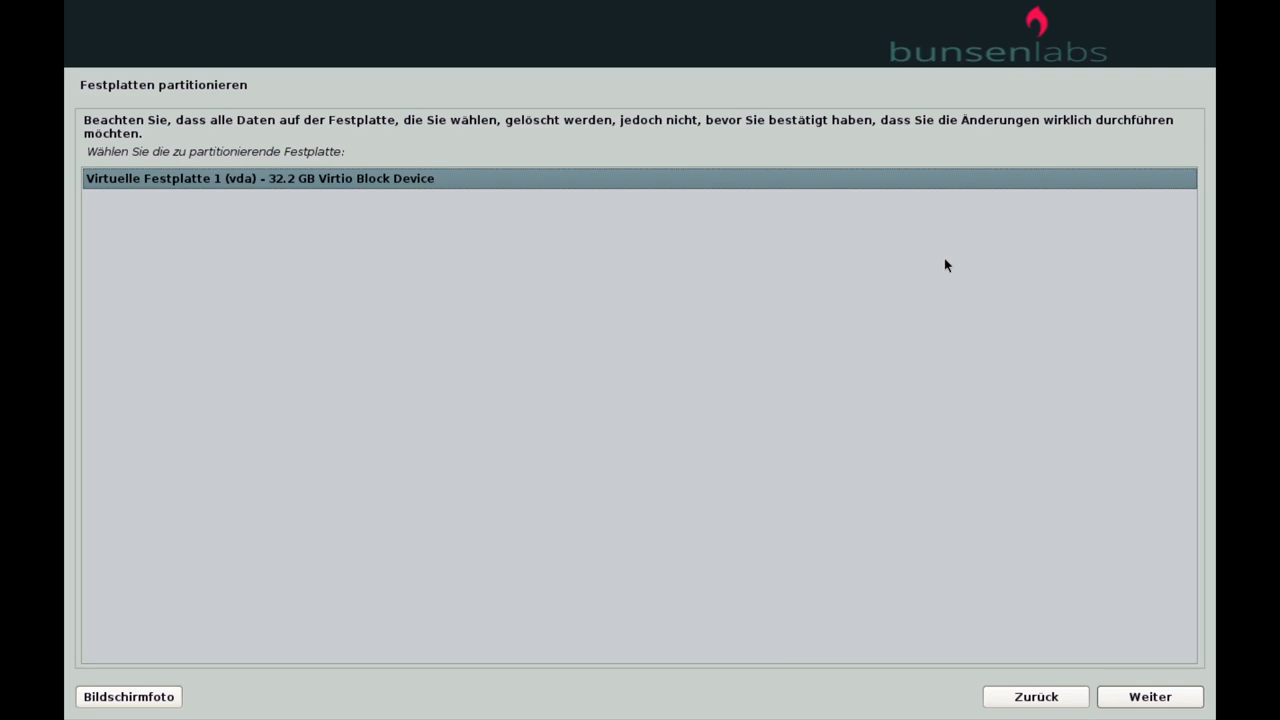 bunsenlabs
Festplatten partitionieren
Beachten Sie, dass alle Daten auf der Festplatte, die Sie wählen, gelöscht werden, jedoch nicht, bevor Sie bestätigt haben, dass Sie die Änderungen wirklich durchführen
möchten.
Wählen Sie die zu partitionierende Festplatte:
Virtuelle Festplatte 1 (vda) - 32.2 GB Virtio Block Device
Bildschirmfoto
Zurück
Weiter